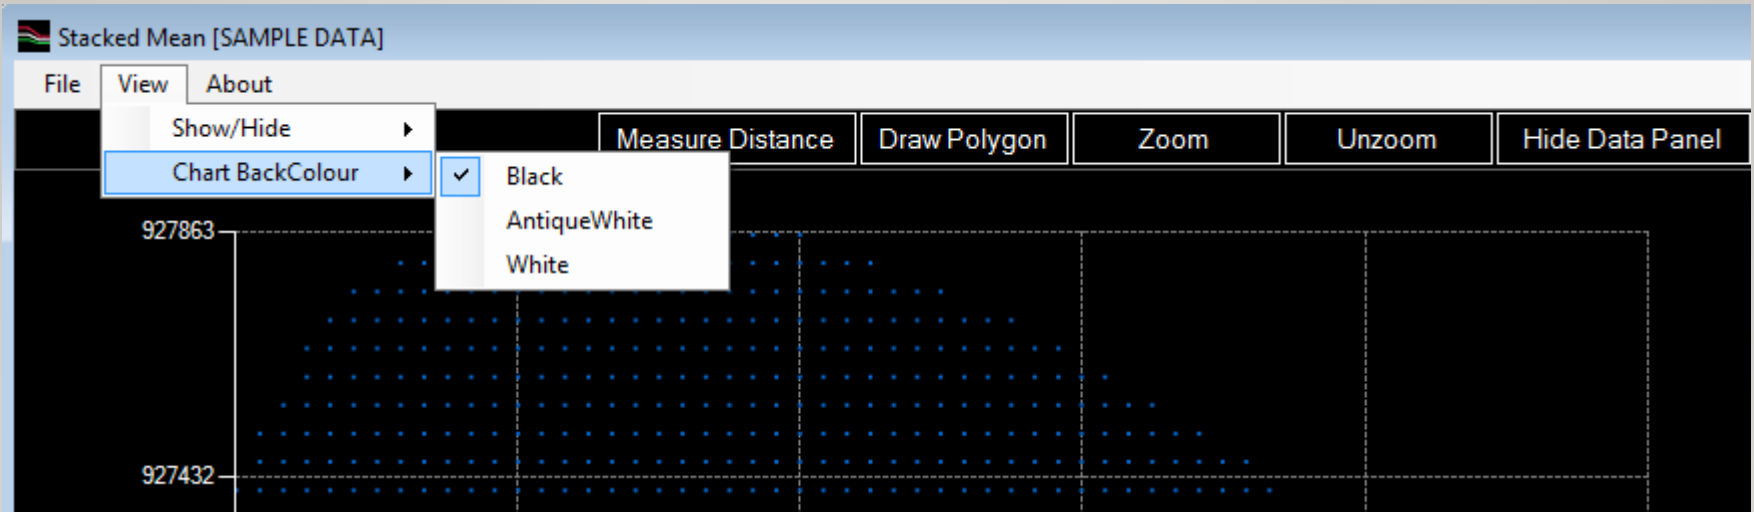 Stacked Mean [SAMPLE DATA]
File View About
Show/Hide
Chart BackColour
Measure Distance Draw Polygon Zoom Unzoom Hide Data Panel
Black
AntiqueWhite
White
927863
927432